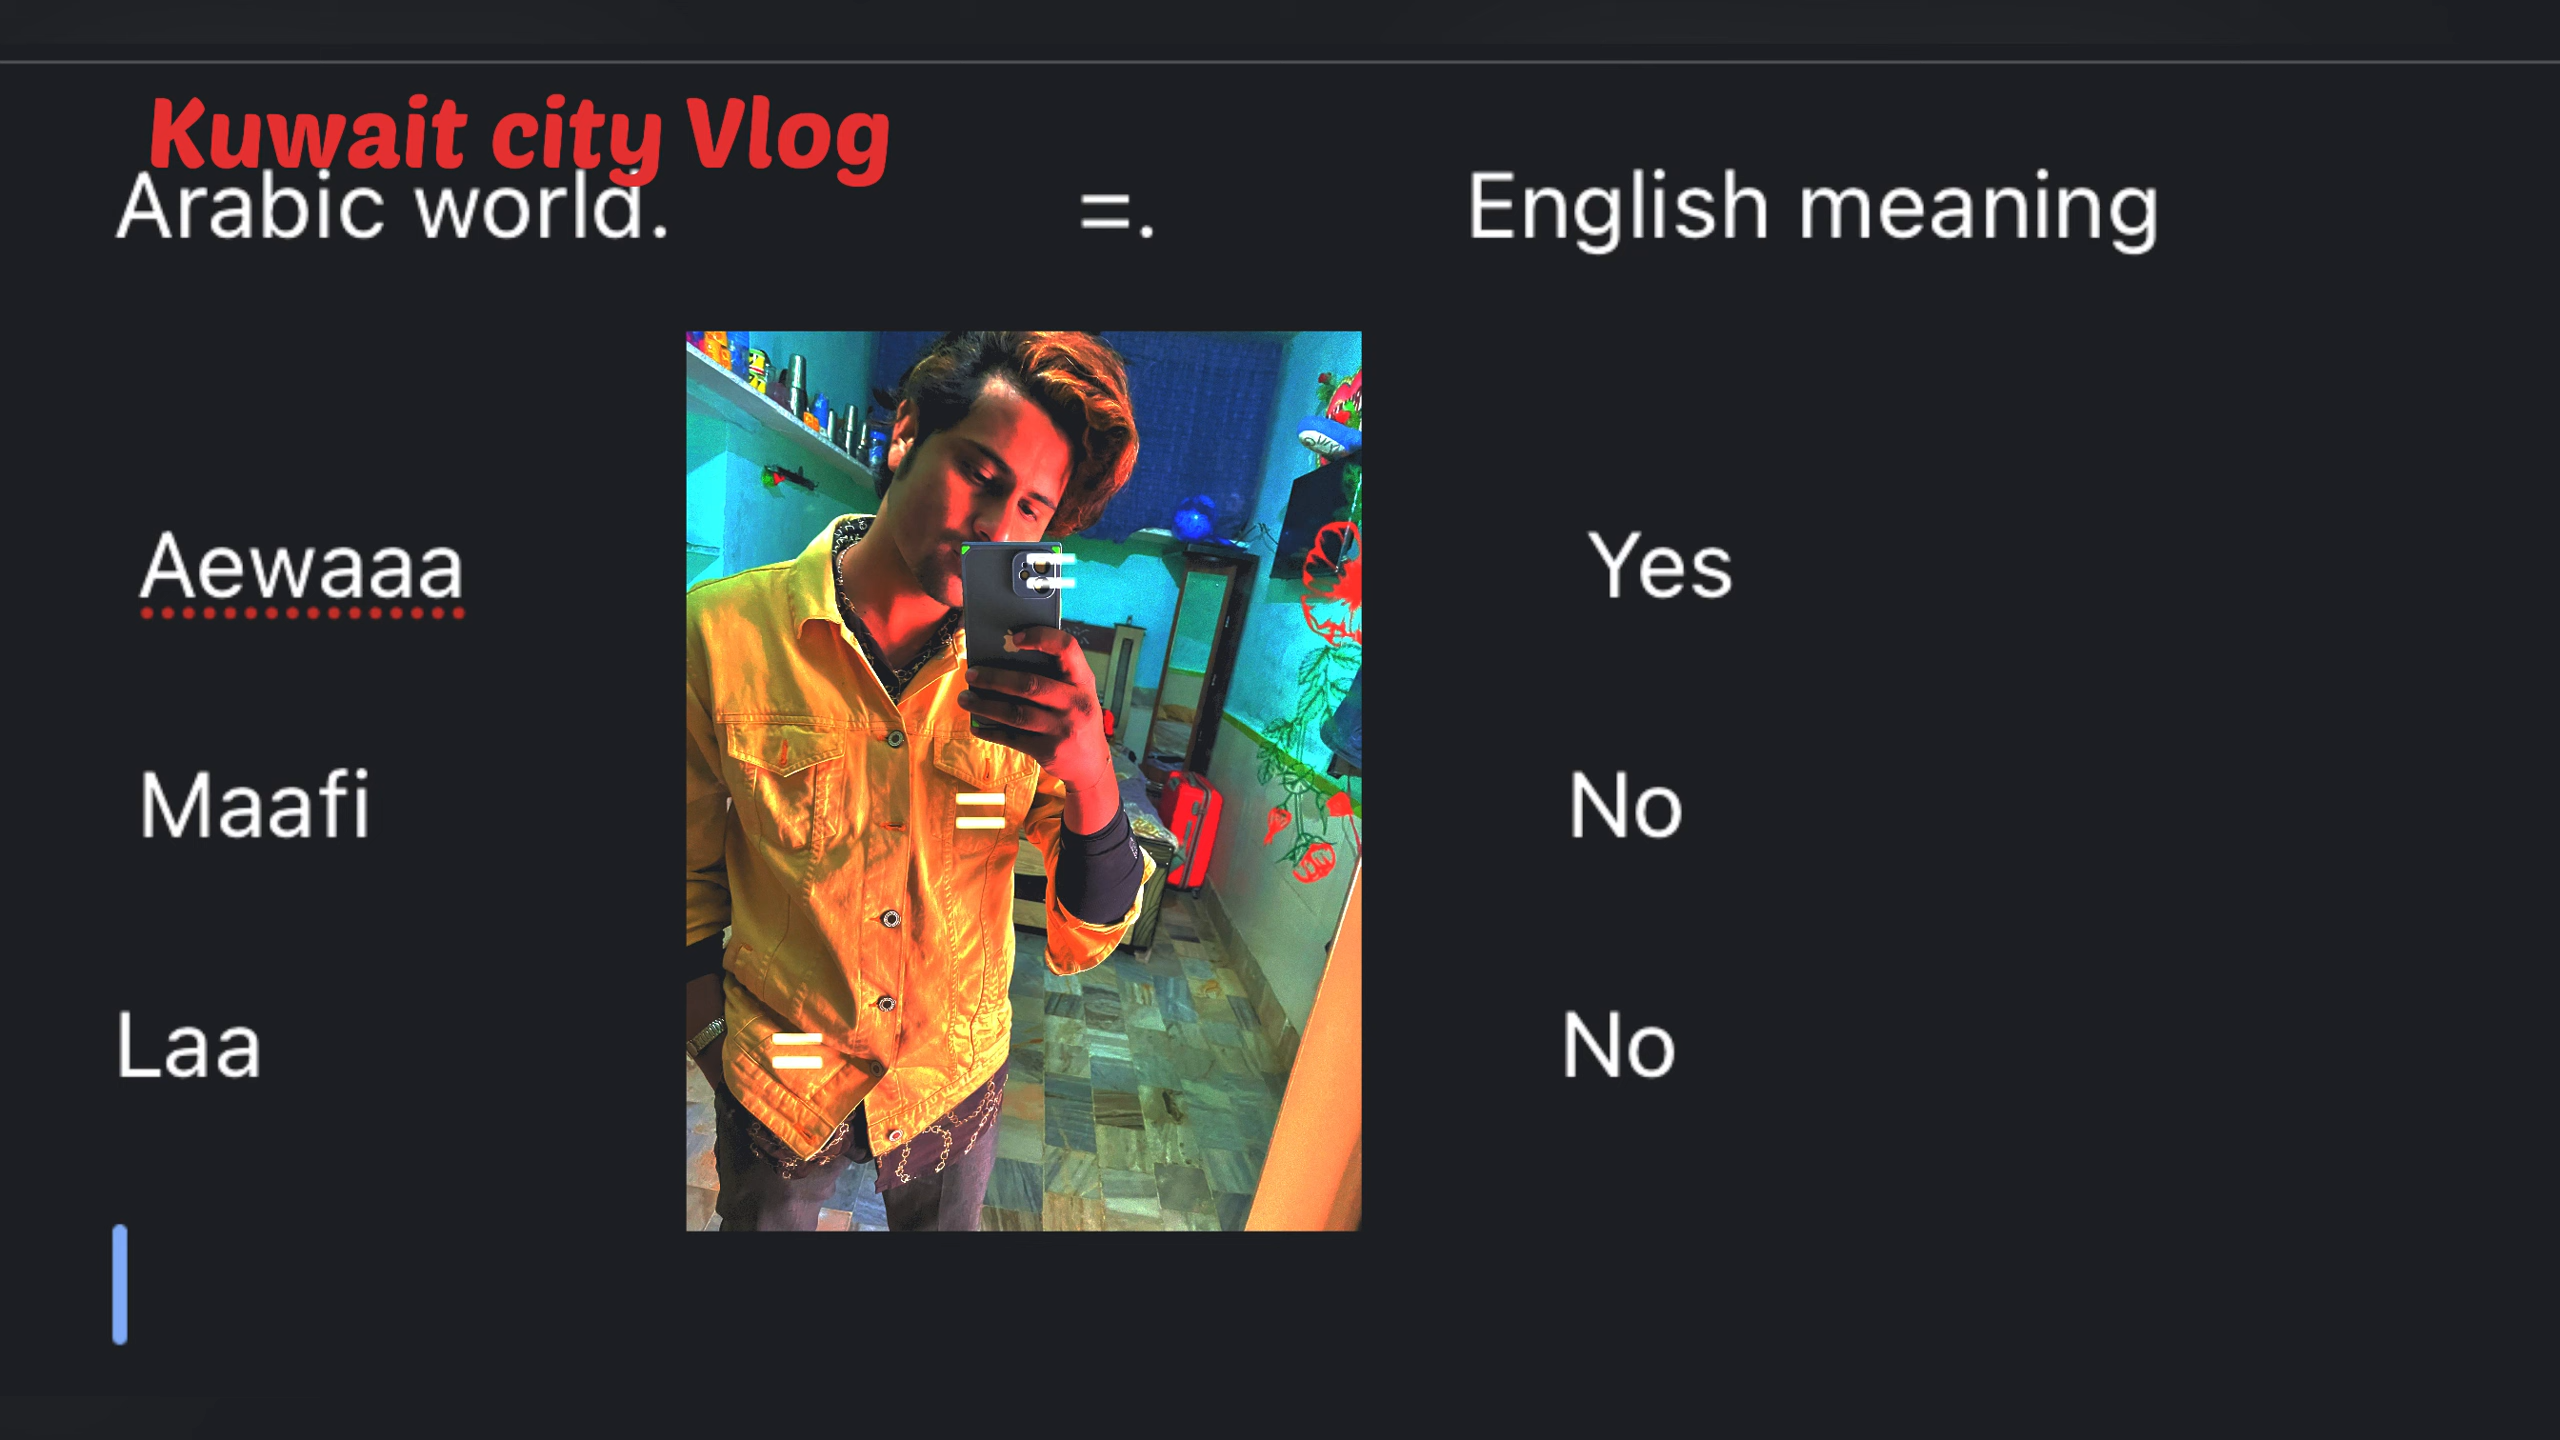 Kuwait city Vlog
Arabic world. =. English meaning
Aewaaa = Yes
Maafi = No
Laa = No